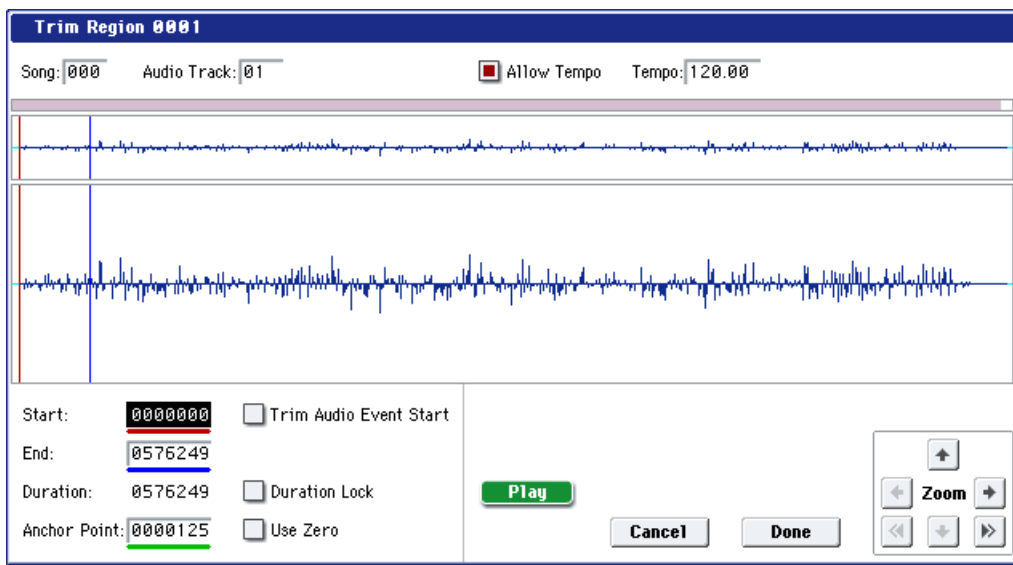 Trim Region 0001
Song: 000 Audio Track: 01 Allow Tempo Tempo: 120.00
Start: 0000000 Trim Audio Event Start
End: 0576249
Duration: 0576249 Duration Lock
Play
Zoom
Anchor Point: 0000125 Use Zero
Cancel Done